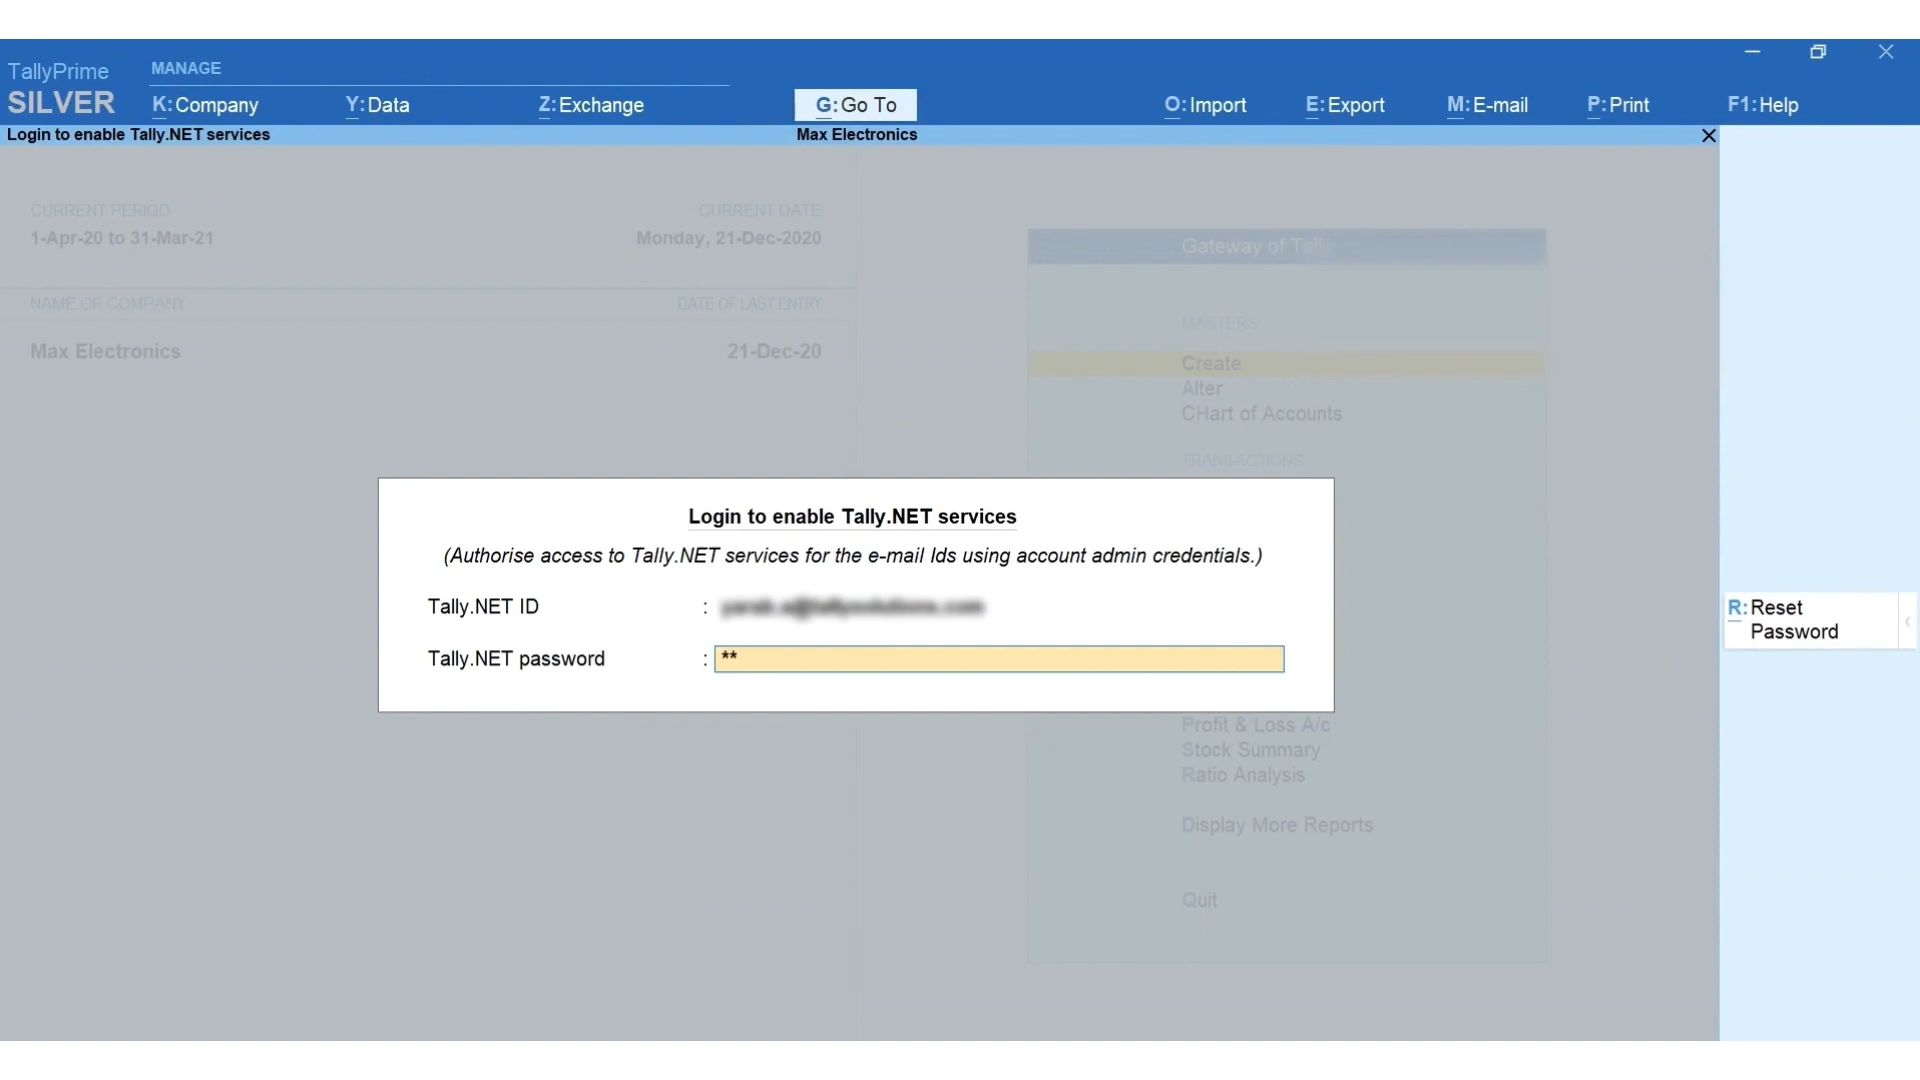 TallyPrime
SILVER
MANAGE
K:Company
Y:Data
Z:Exchange
G:Go To
O:Import
E:Export
M:E-mail
P:Print
F1:Help
Login to enable Tally.NET services
Max Electronics
CURRENT PERIOD
CURRENT DATE
1-Apr-20 to 31-Mar-21
Monday, 21-Dec-2020
NAME OF COMPANY
DATE OF LAST ENTRY
Max Electronics
21-Dec-20
Gateway of Tally
MASTERS
Create
Alter
CHart of Accounts
TRANSACTIONS
Login to enable Tally.NET services
(Authorise access to Tally.NET services for the e-mail Ids using account admin credentials.)
Tally.NET ID :
Tally.NET password : **
Profit & Loss A/c
Stock Summary
Ratio Analysis
Display More Reports
Quit
R:Reset
Password